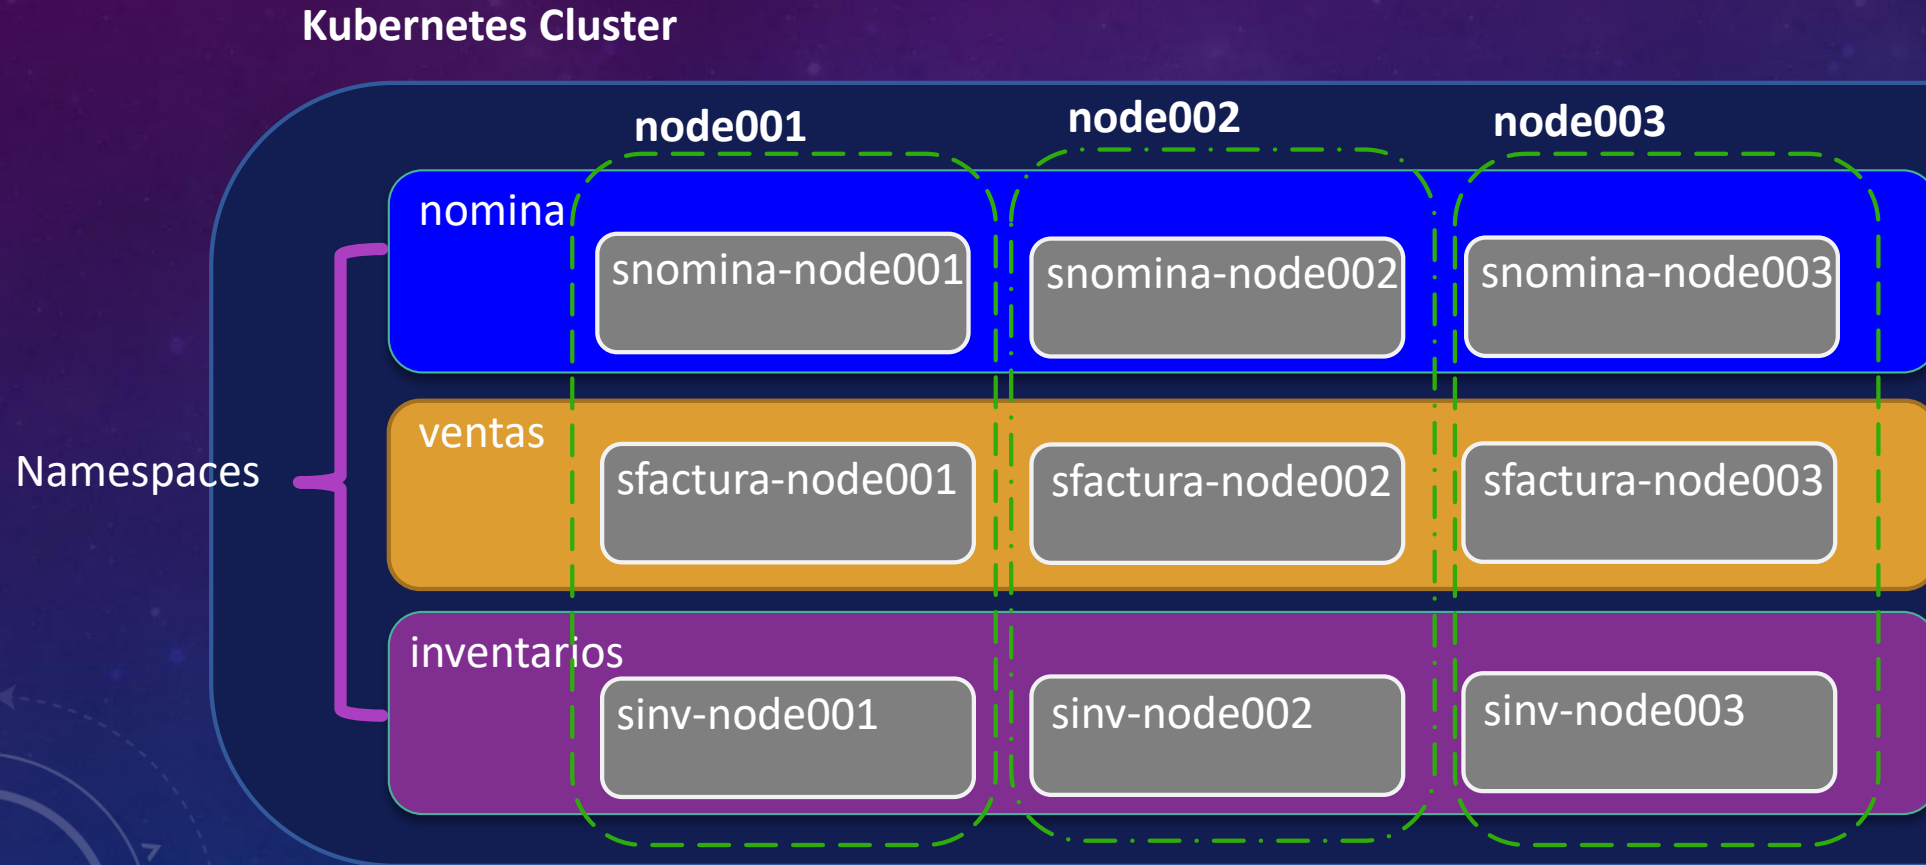 Kubernetes Cluster
node001
node002
node003
nomina
snomina-node001
snomina-node002
snomina-node003
ventas
sfactura-node001
sfactura-node002
sfactura-node003
Namespaces
inventarios
sinv-node001
sinv-node002
sinv-node003